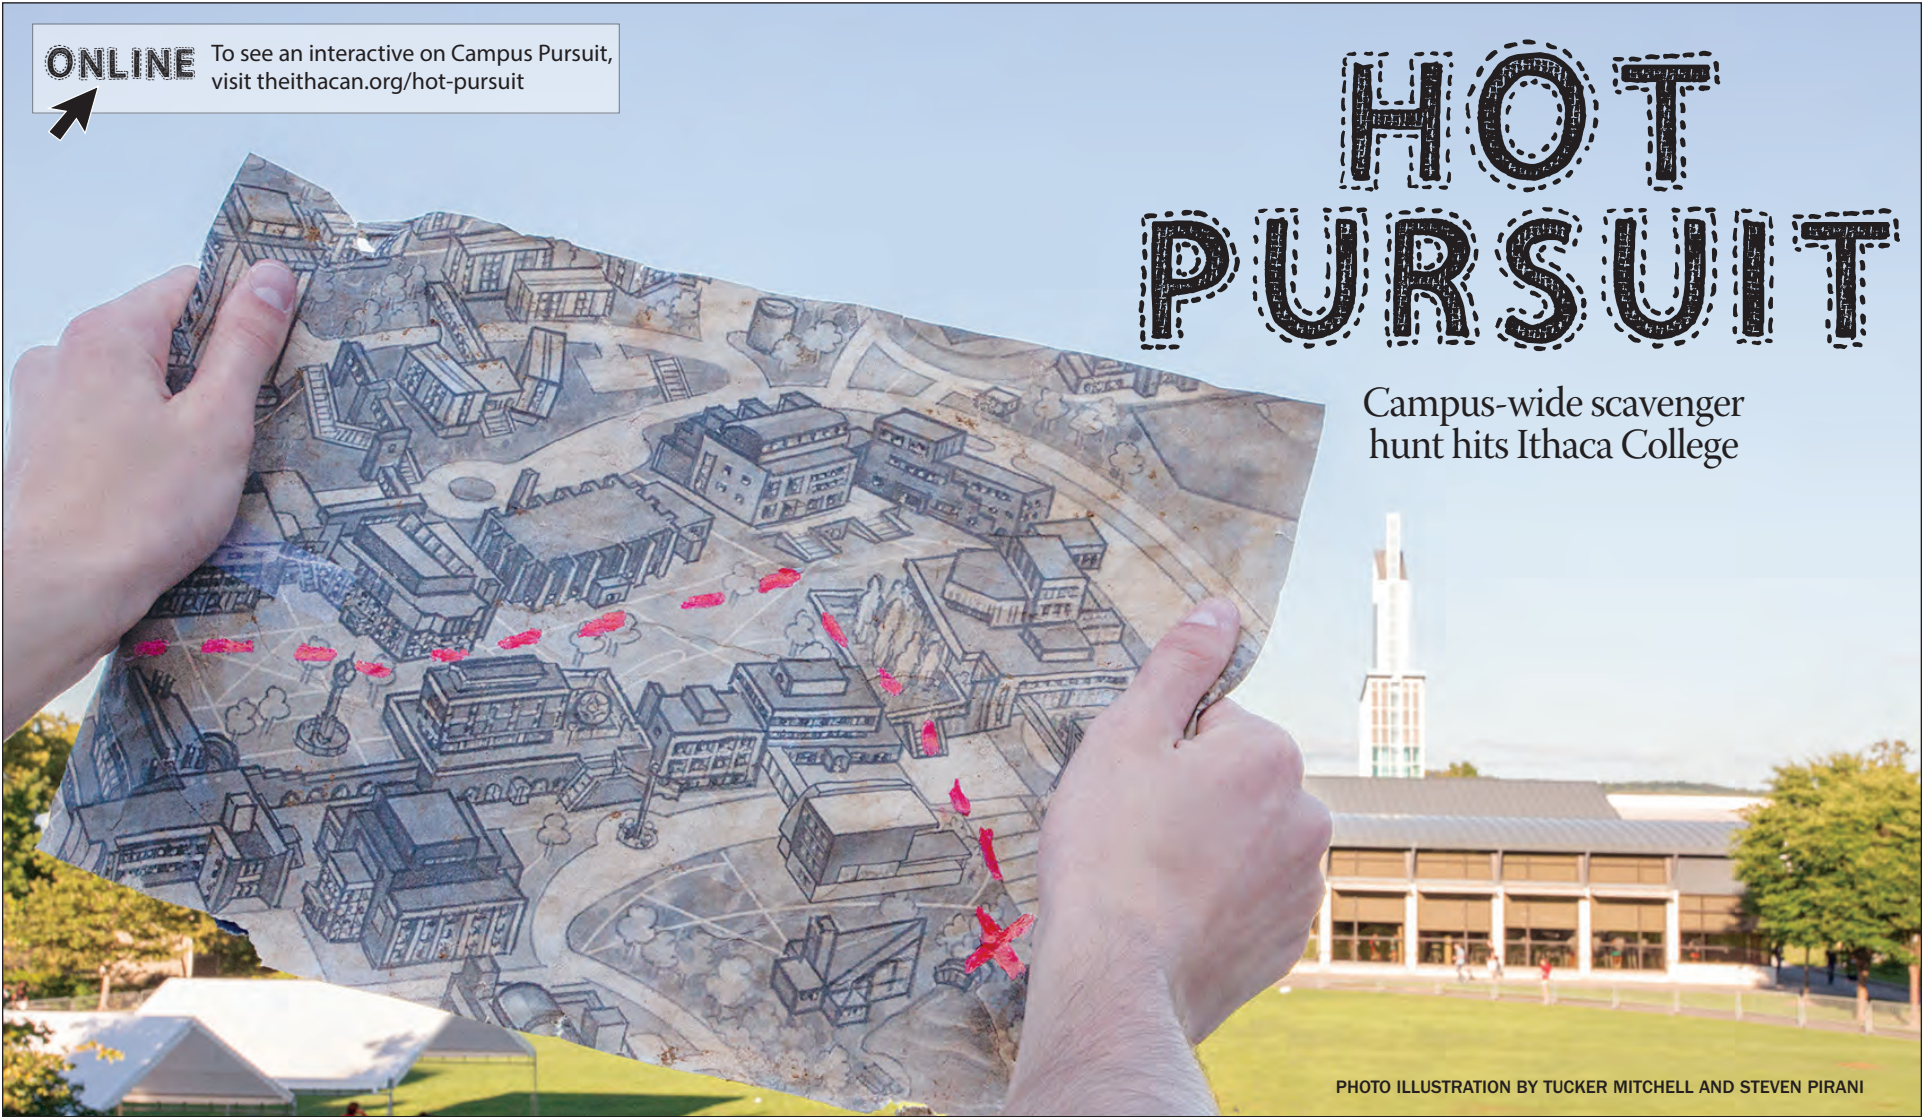 ONLINE
To see an interactive on Campus Pursuit,
visit theithacan.org/hot-pursuit
HOT
PURSUIT
Campus-wide scavenger
hunt hits Ithaca College
PHOTO ILLUSTRATION BY TUCKER MITCHELL AND STEVEN PIRANI